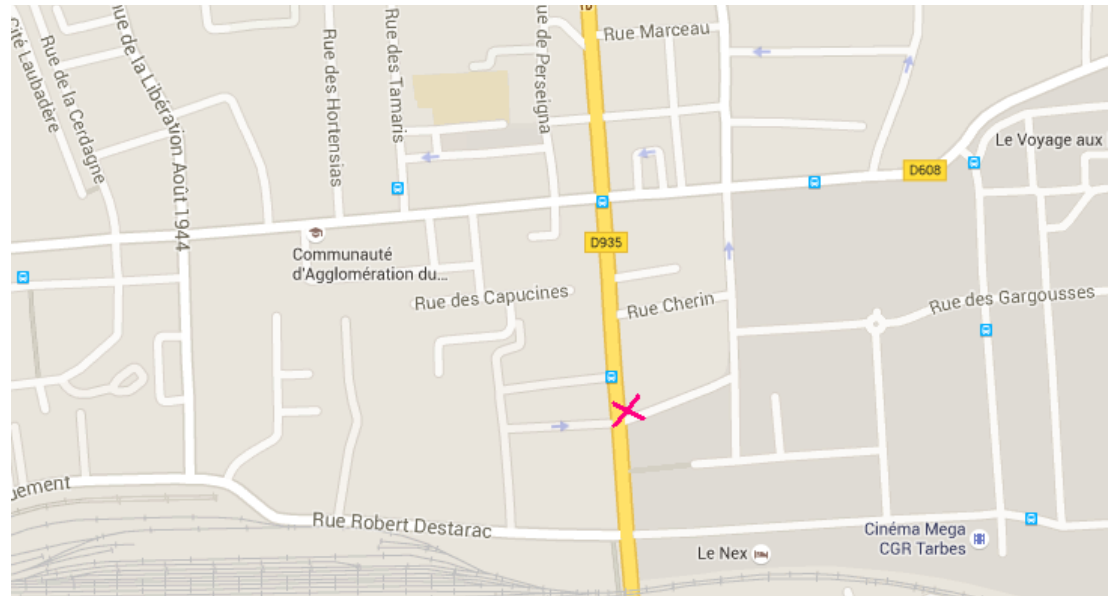 Cité Laubadère
Rue de la Cerdagne
nue de la Libération Août 1944
Rue des Hortensias
Rue des Tamaris
ue de Perseigna
Rue Marceau
Le Voyage aux
D608
D935
Communauté
d'Agglomération du...
Rue des Capucines
Rue Cherin
Rue des Gargousses
uement
Rue Robert Destarac
Cinéma Mega
CGR Tarbes
Le Nex